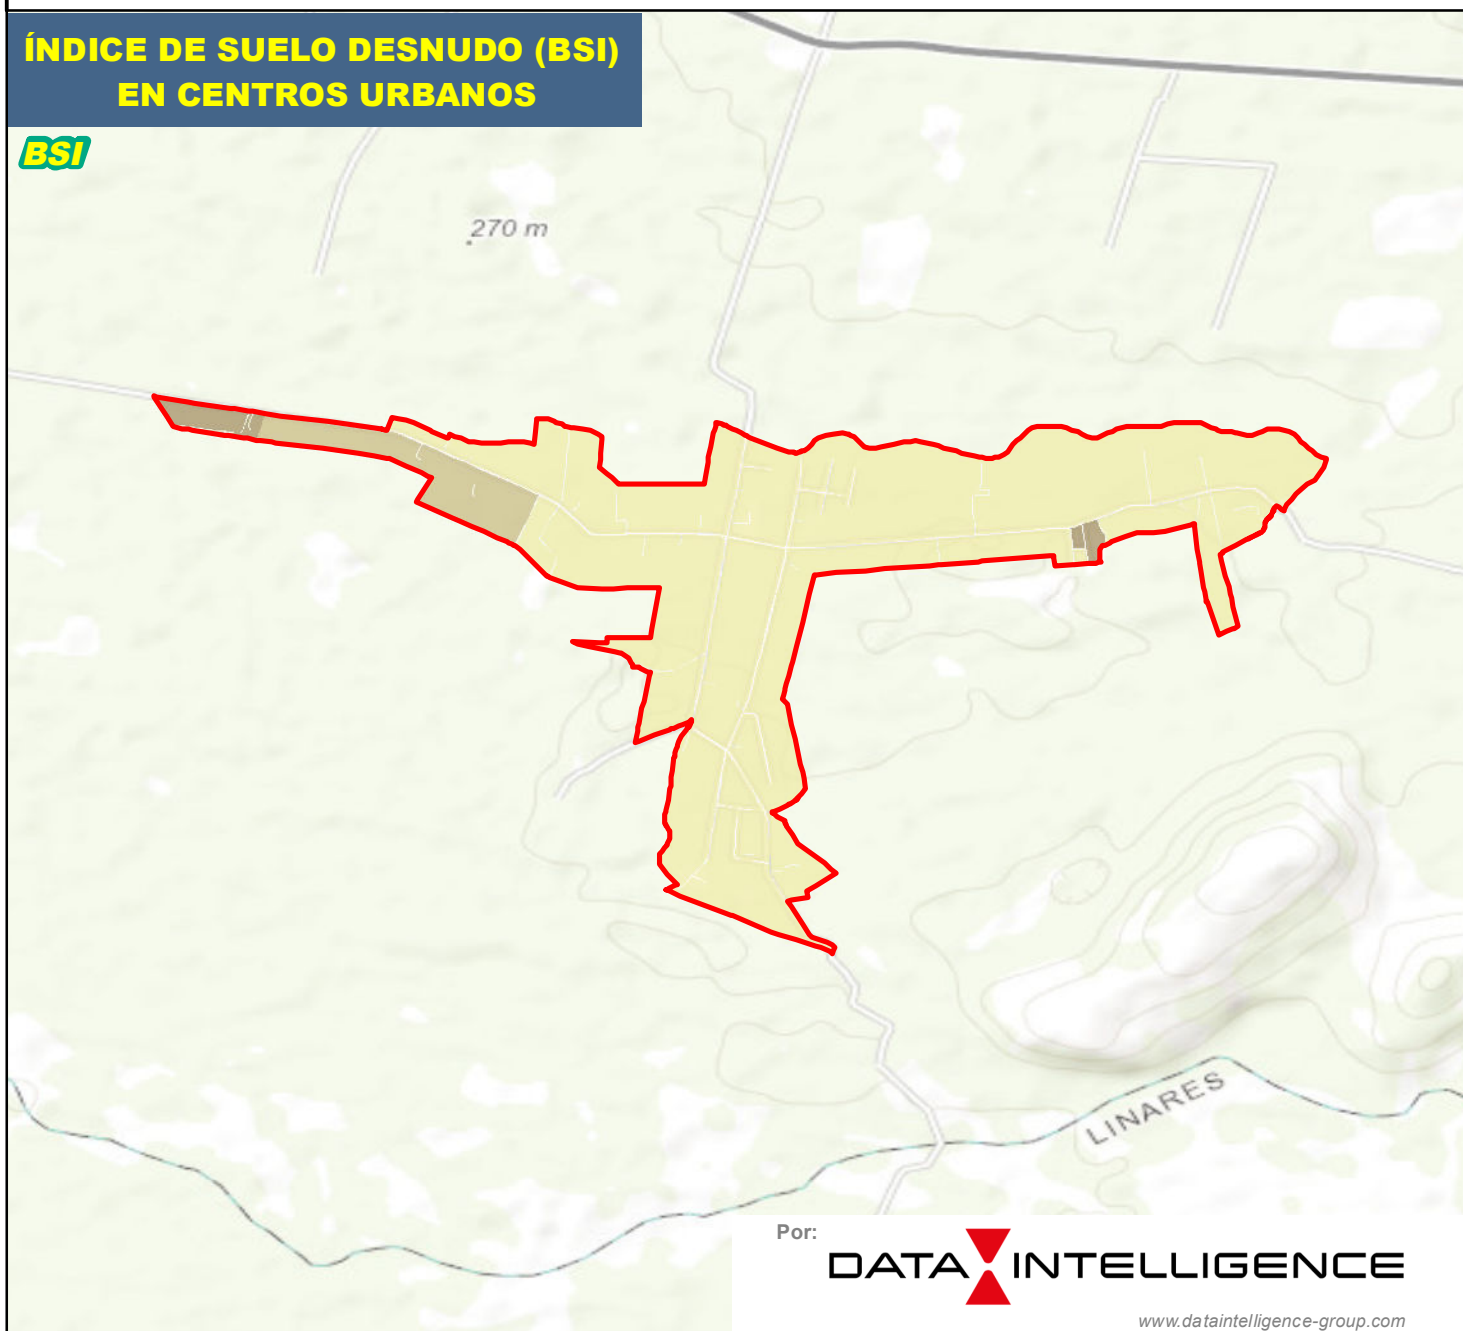 ÍNDICE DE SUELO DESNUDO (BSI)
EN CENTROS URBANOS
BSI
270 m
LINARES
Por:
DATA INTELLIGENCE
www.dataintelligence-group.com